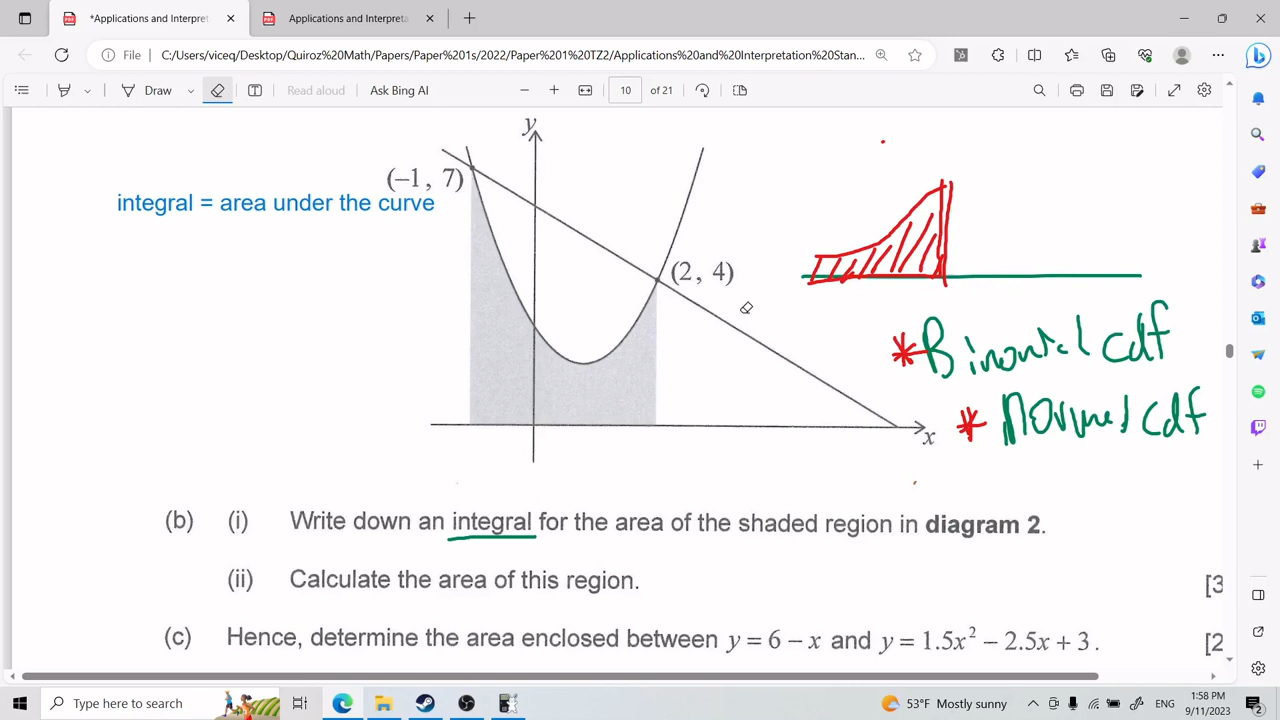 *Applications and Interpret
Applications and Interpreta
File
C:/Users/viceq/Desktop/Quiroz%20Math/Papers/Paper%201s/2022/Paper%201%20TZ2/Applications%20and%20Interpretation%20Stan...
Draw
Read aloud
Ask Bing AI
10
of 21
y
(−1, 7)
integral = area under the curve
(2, 4)
*Binomial cdf
*normal cdf
x
(b) (i) Write down an integral for the area of the shaded region in diagram 2.
(ii) Calculate the area of this region.
[3
(c) Hence, determine the area enclosed between y = 6 − x and y = 1.5x² − 2.5x + 3.
[2
Type here to search
53°F Mostly sunny
1:58 PM
9/11/2023
2